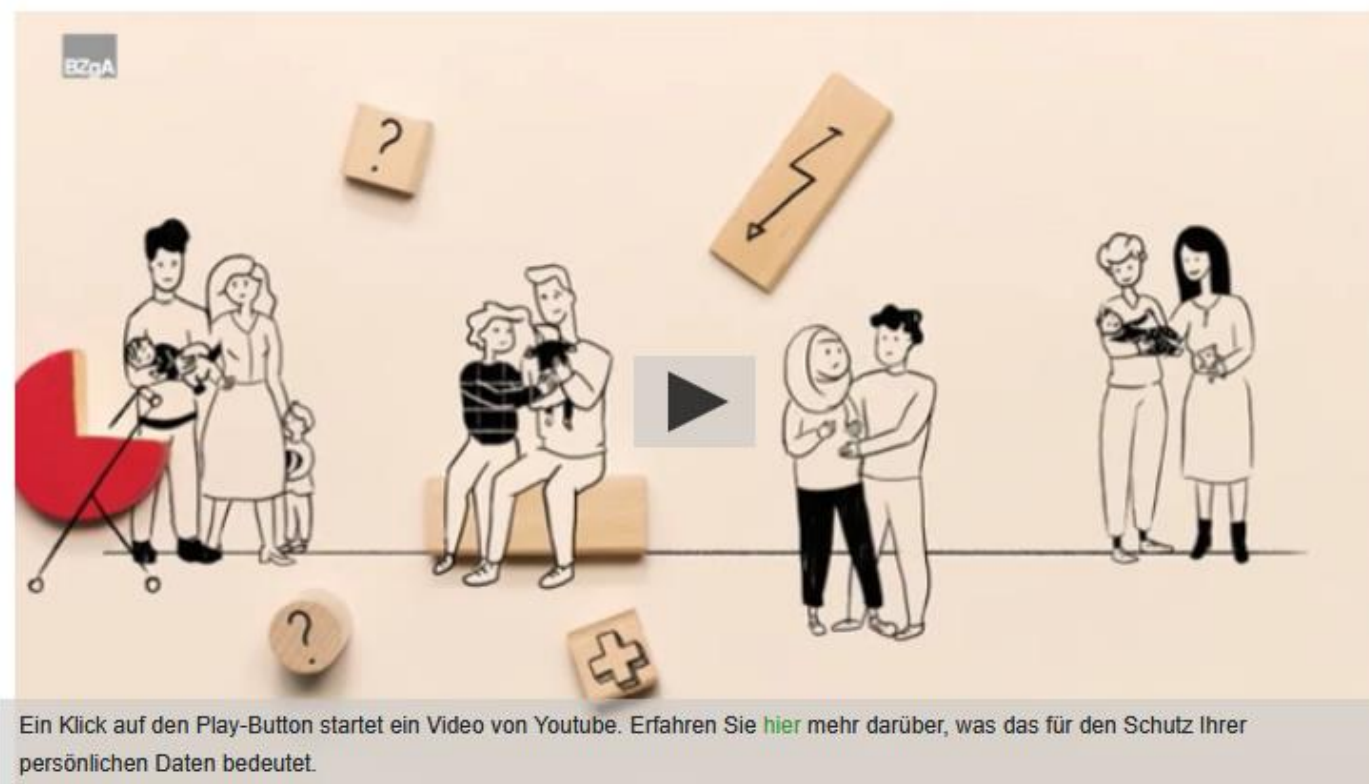 BZgA
?
?
Ein Klick auf den Play-Button startet ein Video von Youtube. Erfahren Sie hier mehr darüber, was das für den Schutz Ihrer
persönlichen Daten bedeutet.